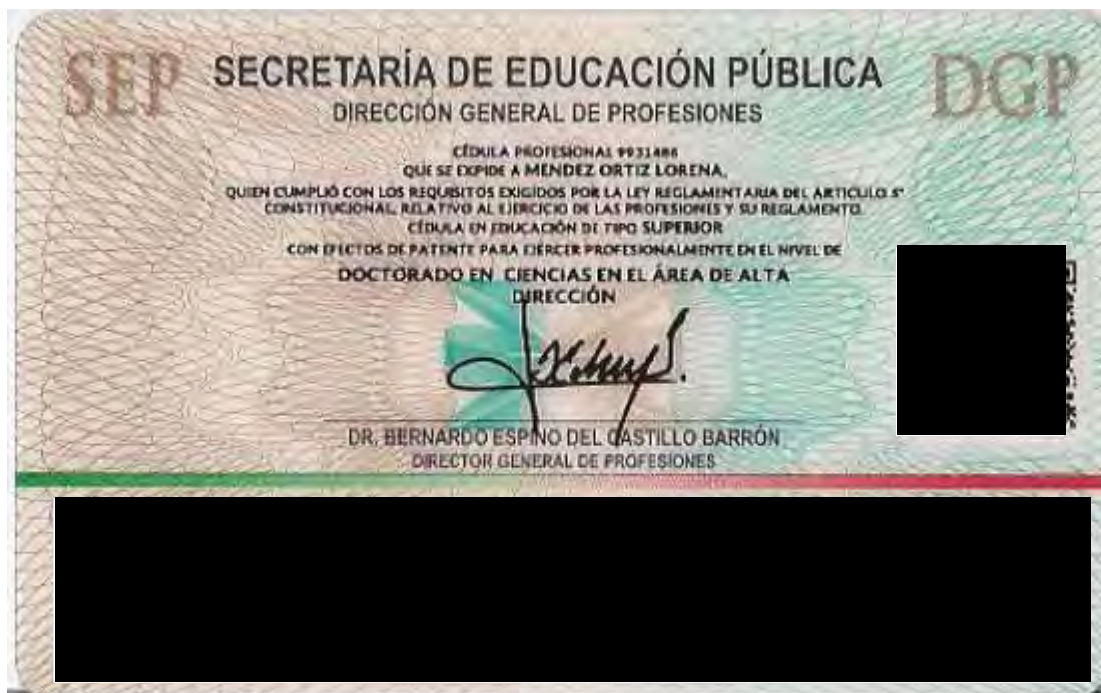 SEP
SECRETARÍA DE EDUCACIÓN PÚBLICA
DGP
DIRECCIÓN GENERAL DE PROFESIONES
CÉDULA PROFESIONAL 9931488
QUE SE EXPIDE A MENDEZ ORTIZ LORENA,
QUIEN CUMPLIÓ CON LOS REQUISITOS EXIGIDOS POR LA LEY REGLAMENTARIA DEL ARTICULO 5°
CONSTITUCIONAL, RELATIVO AL EJERCICIO DE LAS PROFESIONES Y SU REGLAMENTO.
CÉDULA EN EDUCACIÓN DE TIPO SUPERIOR
CON EFECTOS DE PATENTE PARA EJERCER PROFESIONALMENTE EN EL NIVEL DE
DOCTORADO EN CIENCIAS EN EL ÁREA DE ALTA
DIRECCIÓN
DR. BERNARDO ESPINO DEL CASTILLO BARRÓN
DIRECTOR GENERAL DE PROFESIONES